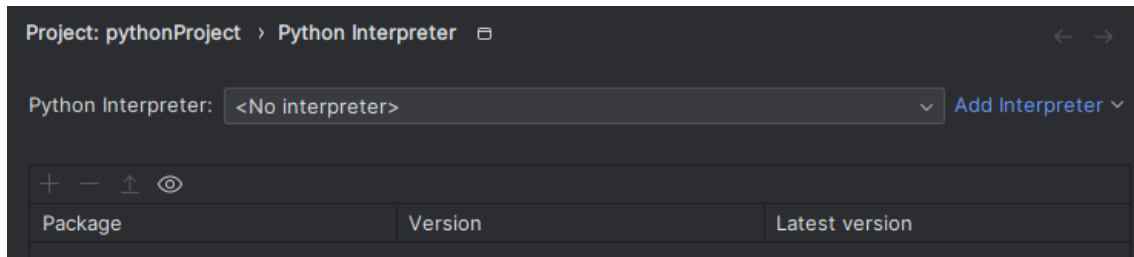 Project: pythonProject › Python Interpreter
Python Interpreter: <No interpreter> Add Interpreter
Package Version Latest version